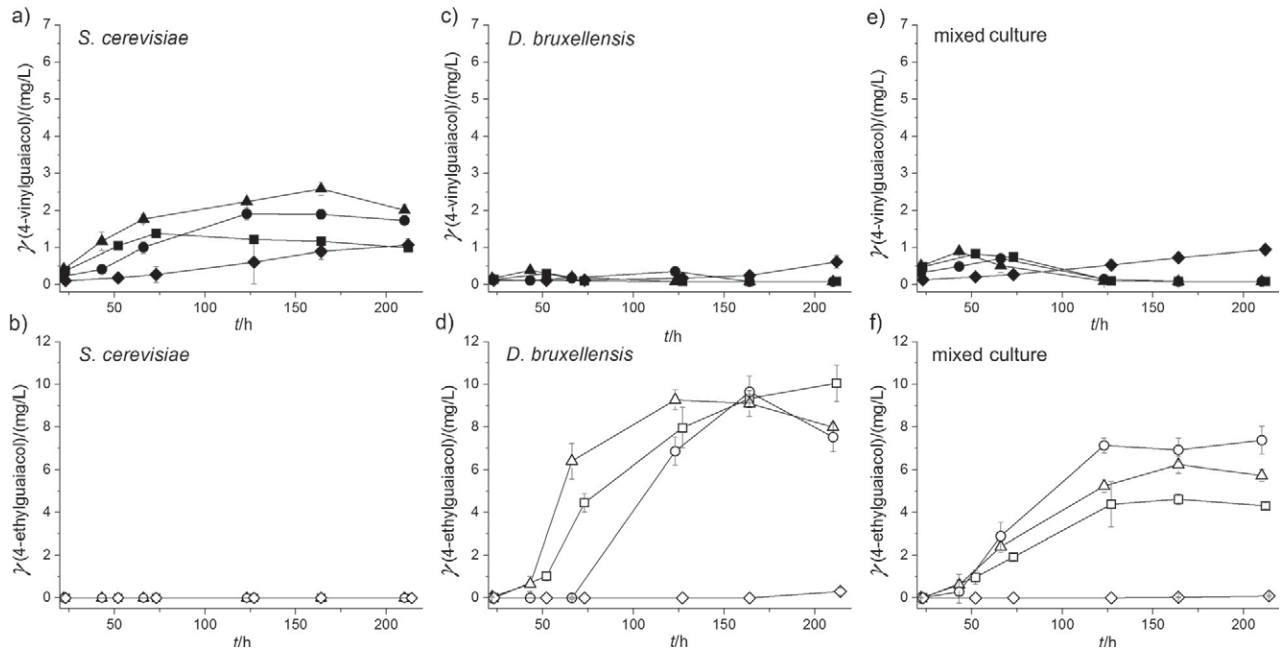 a)
S. cerevisiae
γ(4-vinylguaiacol)/(mg/L)
7
6
5
4
3
2
1
0
50 100 150 200
t/h
c)
D. bruxellensis
γ(4-vinylguaiacol)/(mg/L)
7
6
5
4
3
2
1
0
50 100 150 200
t/h
e)
mixed culture
γ(4-vinylguaiacol)/(mg/L)
7
6
5
4
3
2
1
0
50 100 150 200
t/h
b)
S. cerevisiae
γ(4-ethylguaiacol)/(mg/L)
12
10
8
6
4
2
0
50 100 150 200
t/h
d)
D. bruxellensis
γ(4-ethylguaiacol)/(mg/L)
12
10
8
6
4
2
0
50 100 150 200
t/h
f)
mixed culture
γ(4-ethylguaiacol)/(mg/L)
12
10
8
6
4
2
0
50 100 150 200
t/h